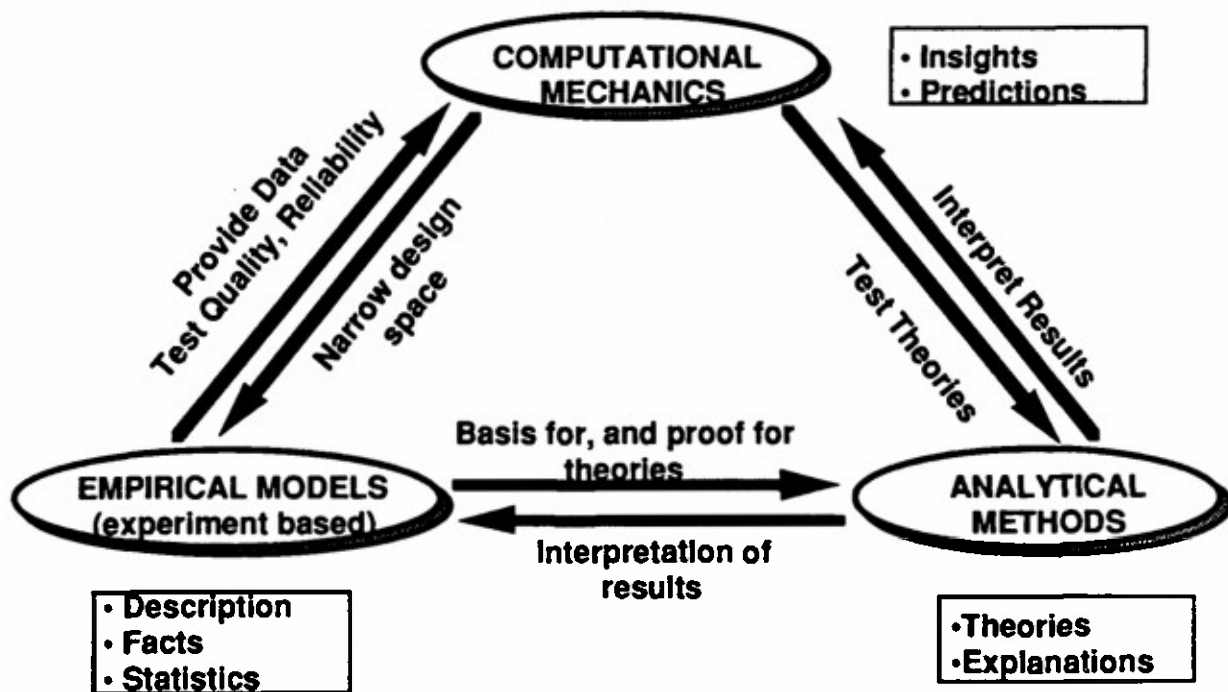 COMPUTATIONAL
MECHANICS
• Insights
• Predictions
Provide Data
Test Quality, Reliability
Narrow design
space
Interpret Results
Test Theories
Basis for, and proof for
theories
EMPIRICAL MODELS
(experiment based)
ANALYTICAL
METHODS
Interpretation of
results
• Description
• Facts
• Statistics
•Theories
•Explanations